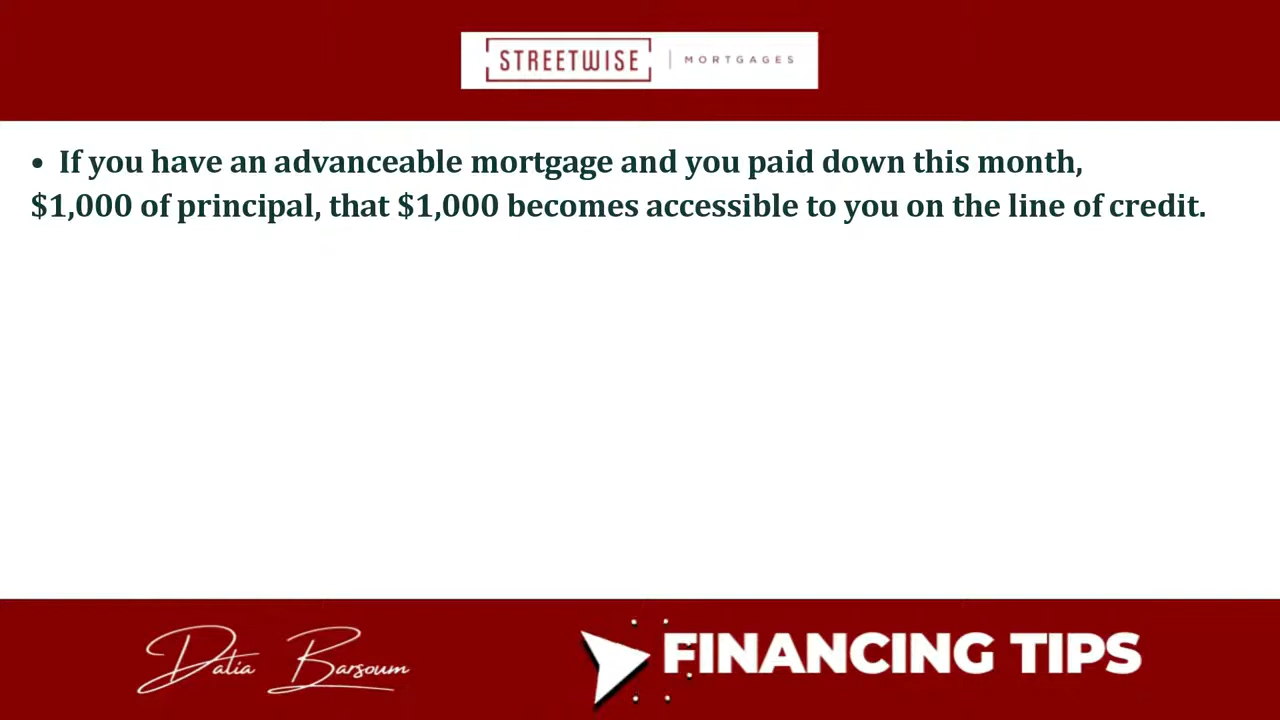 STREETWISE | MORTGAGES
• If you have an advanceable mortgage and you paid down this month,
$1,000 of principal, that $1,000 becomes accessible to you on the line of credit.
Dalia Barsoum
FINANCING TIPS